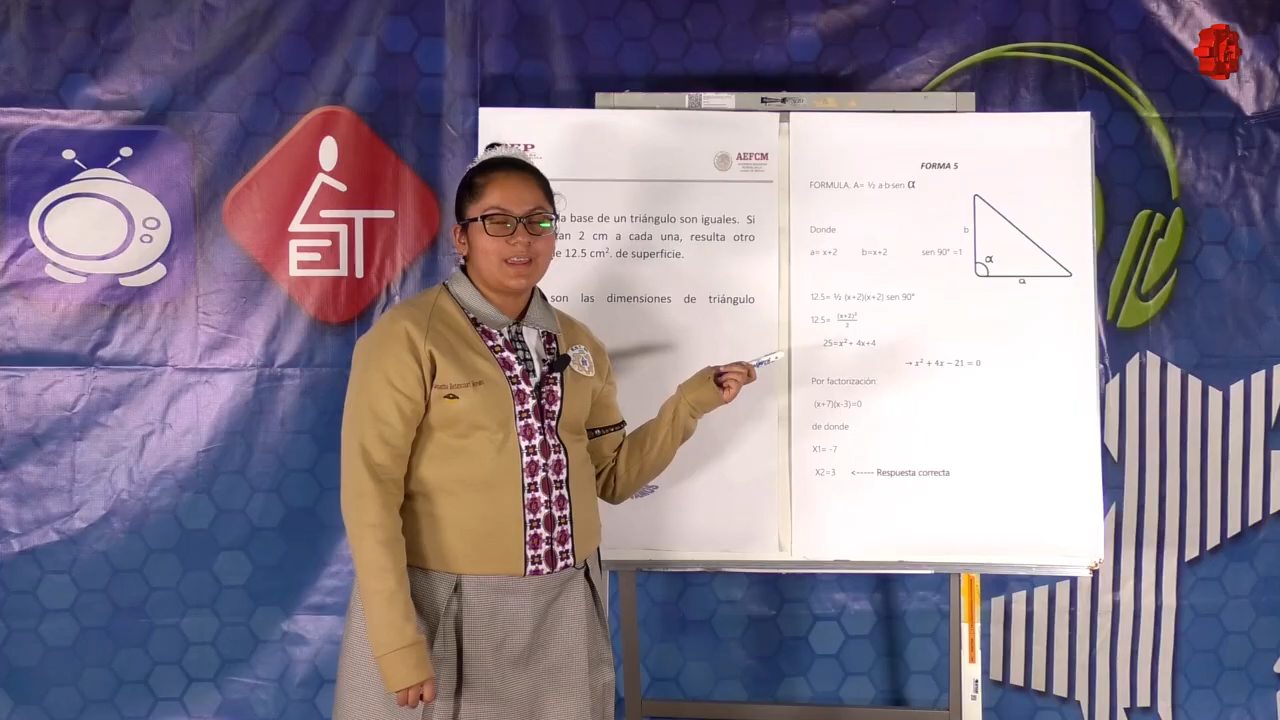 EP
AEFCM
a base de un triángulo son iguales. Si
an 2 cm a cada una, resulta otro
e 12.5 cm². de superficie.
son las dimensiones de triángulo
FORMA 5
FORMULA; A= ½ a b·sen α
Donde
a= x+2 b=x+2 sen 90° =1
b
α
a
12.5= ½ (x+2)(x+2) sen 90°
12.5= (x+2)²/2
25=x²+ 4x+4
→ x² + 4x − 21 = 0
Por factorización:
(x+7)(x-3)=0
de donde
X1= -7
X2=3 <----- Respuesta correcta